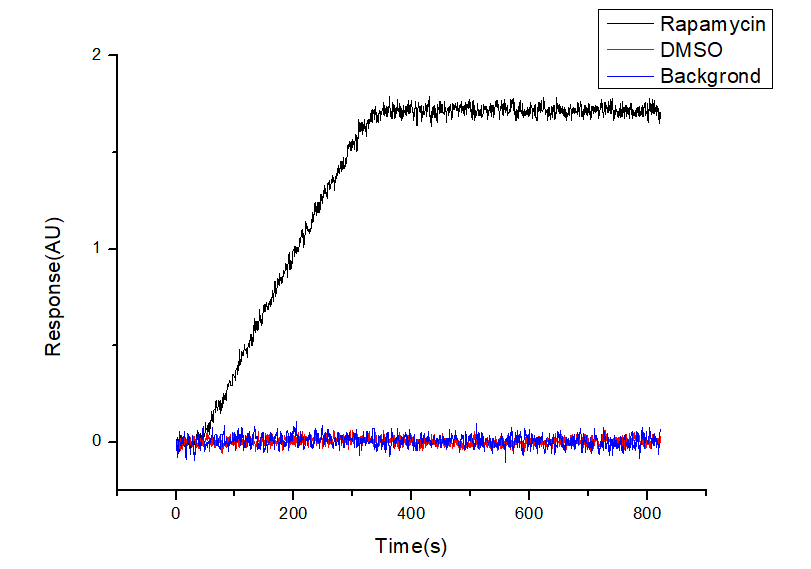 Rapamycin
DMSO
Backgrond
2
1
0
Response(AU)
0 200 400 600 800
Time(s)